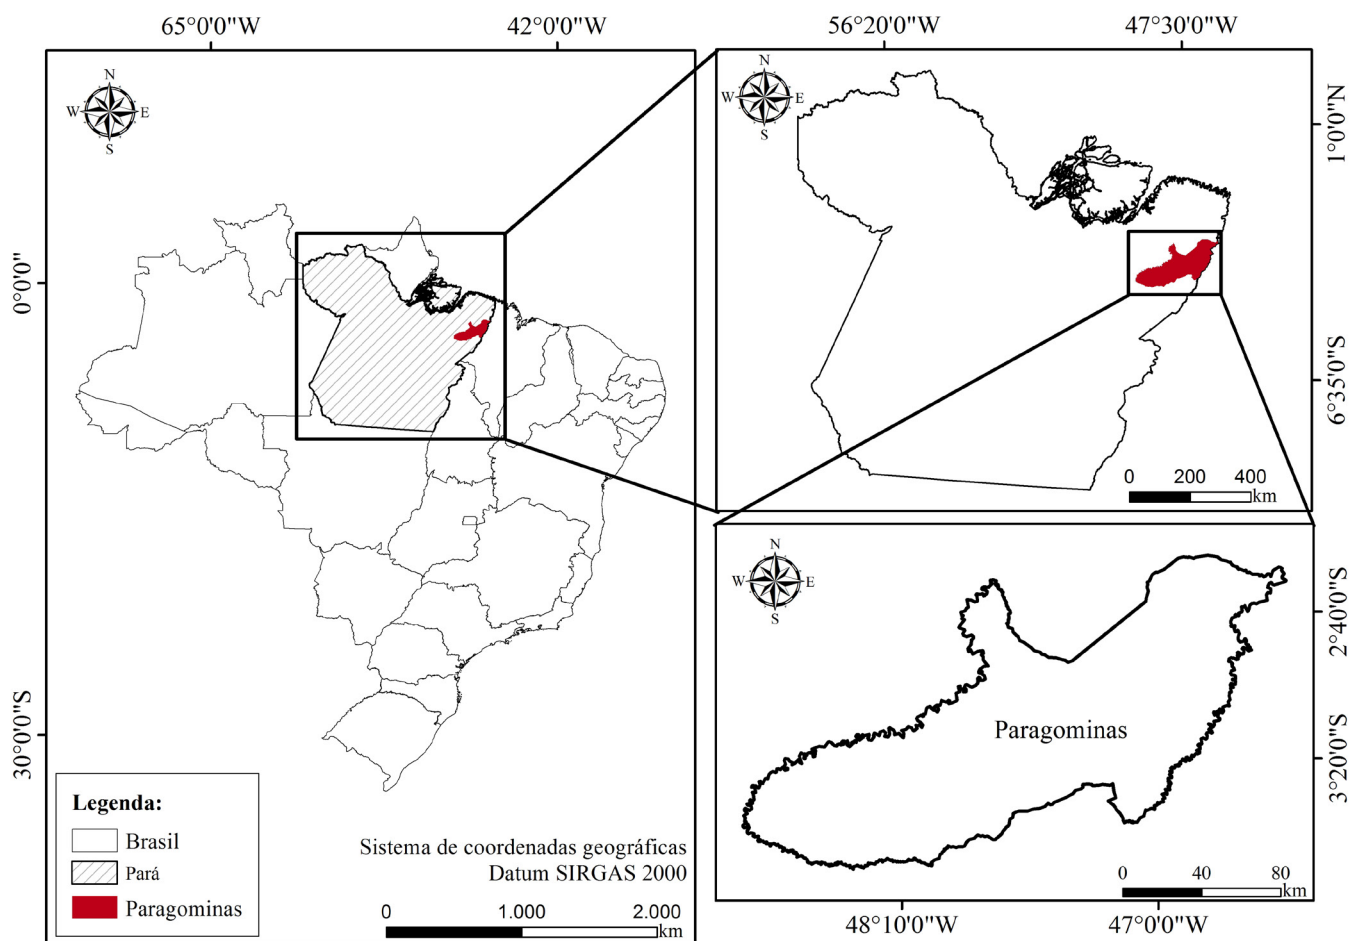 65°0'0"W
42°0'0"W
56°20'0"W
47°30'0"W
N
W
E
S
0°0'0"
30°0'0"S
Legenda:
Brasil
Pará
Paragominas
Sistema de coordenadas geográficas
Datum SIRGAS 2000
0 1.000 2.000
km
N
W
E
S
1°0'0"N
6°35'0"S
0 200 400
km
N
W
E
S
Paragominas
2°40'0"S
3°20'0"S
0 40 80
km
48°10'0"W
47°0'0"W